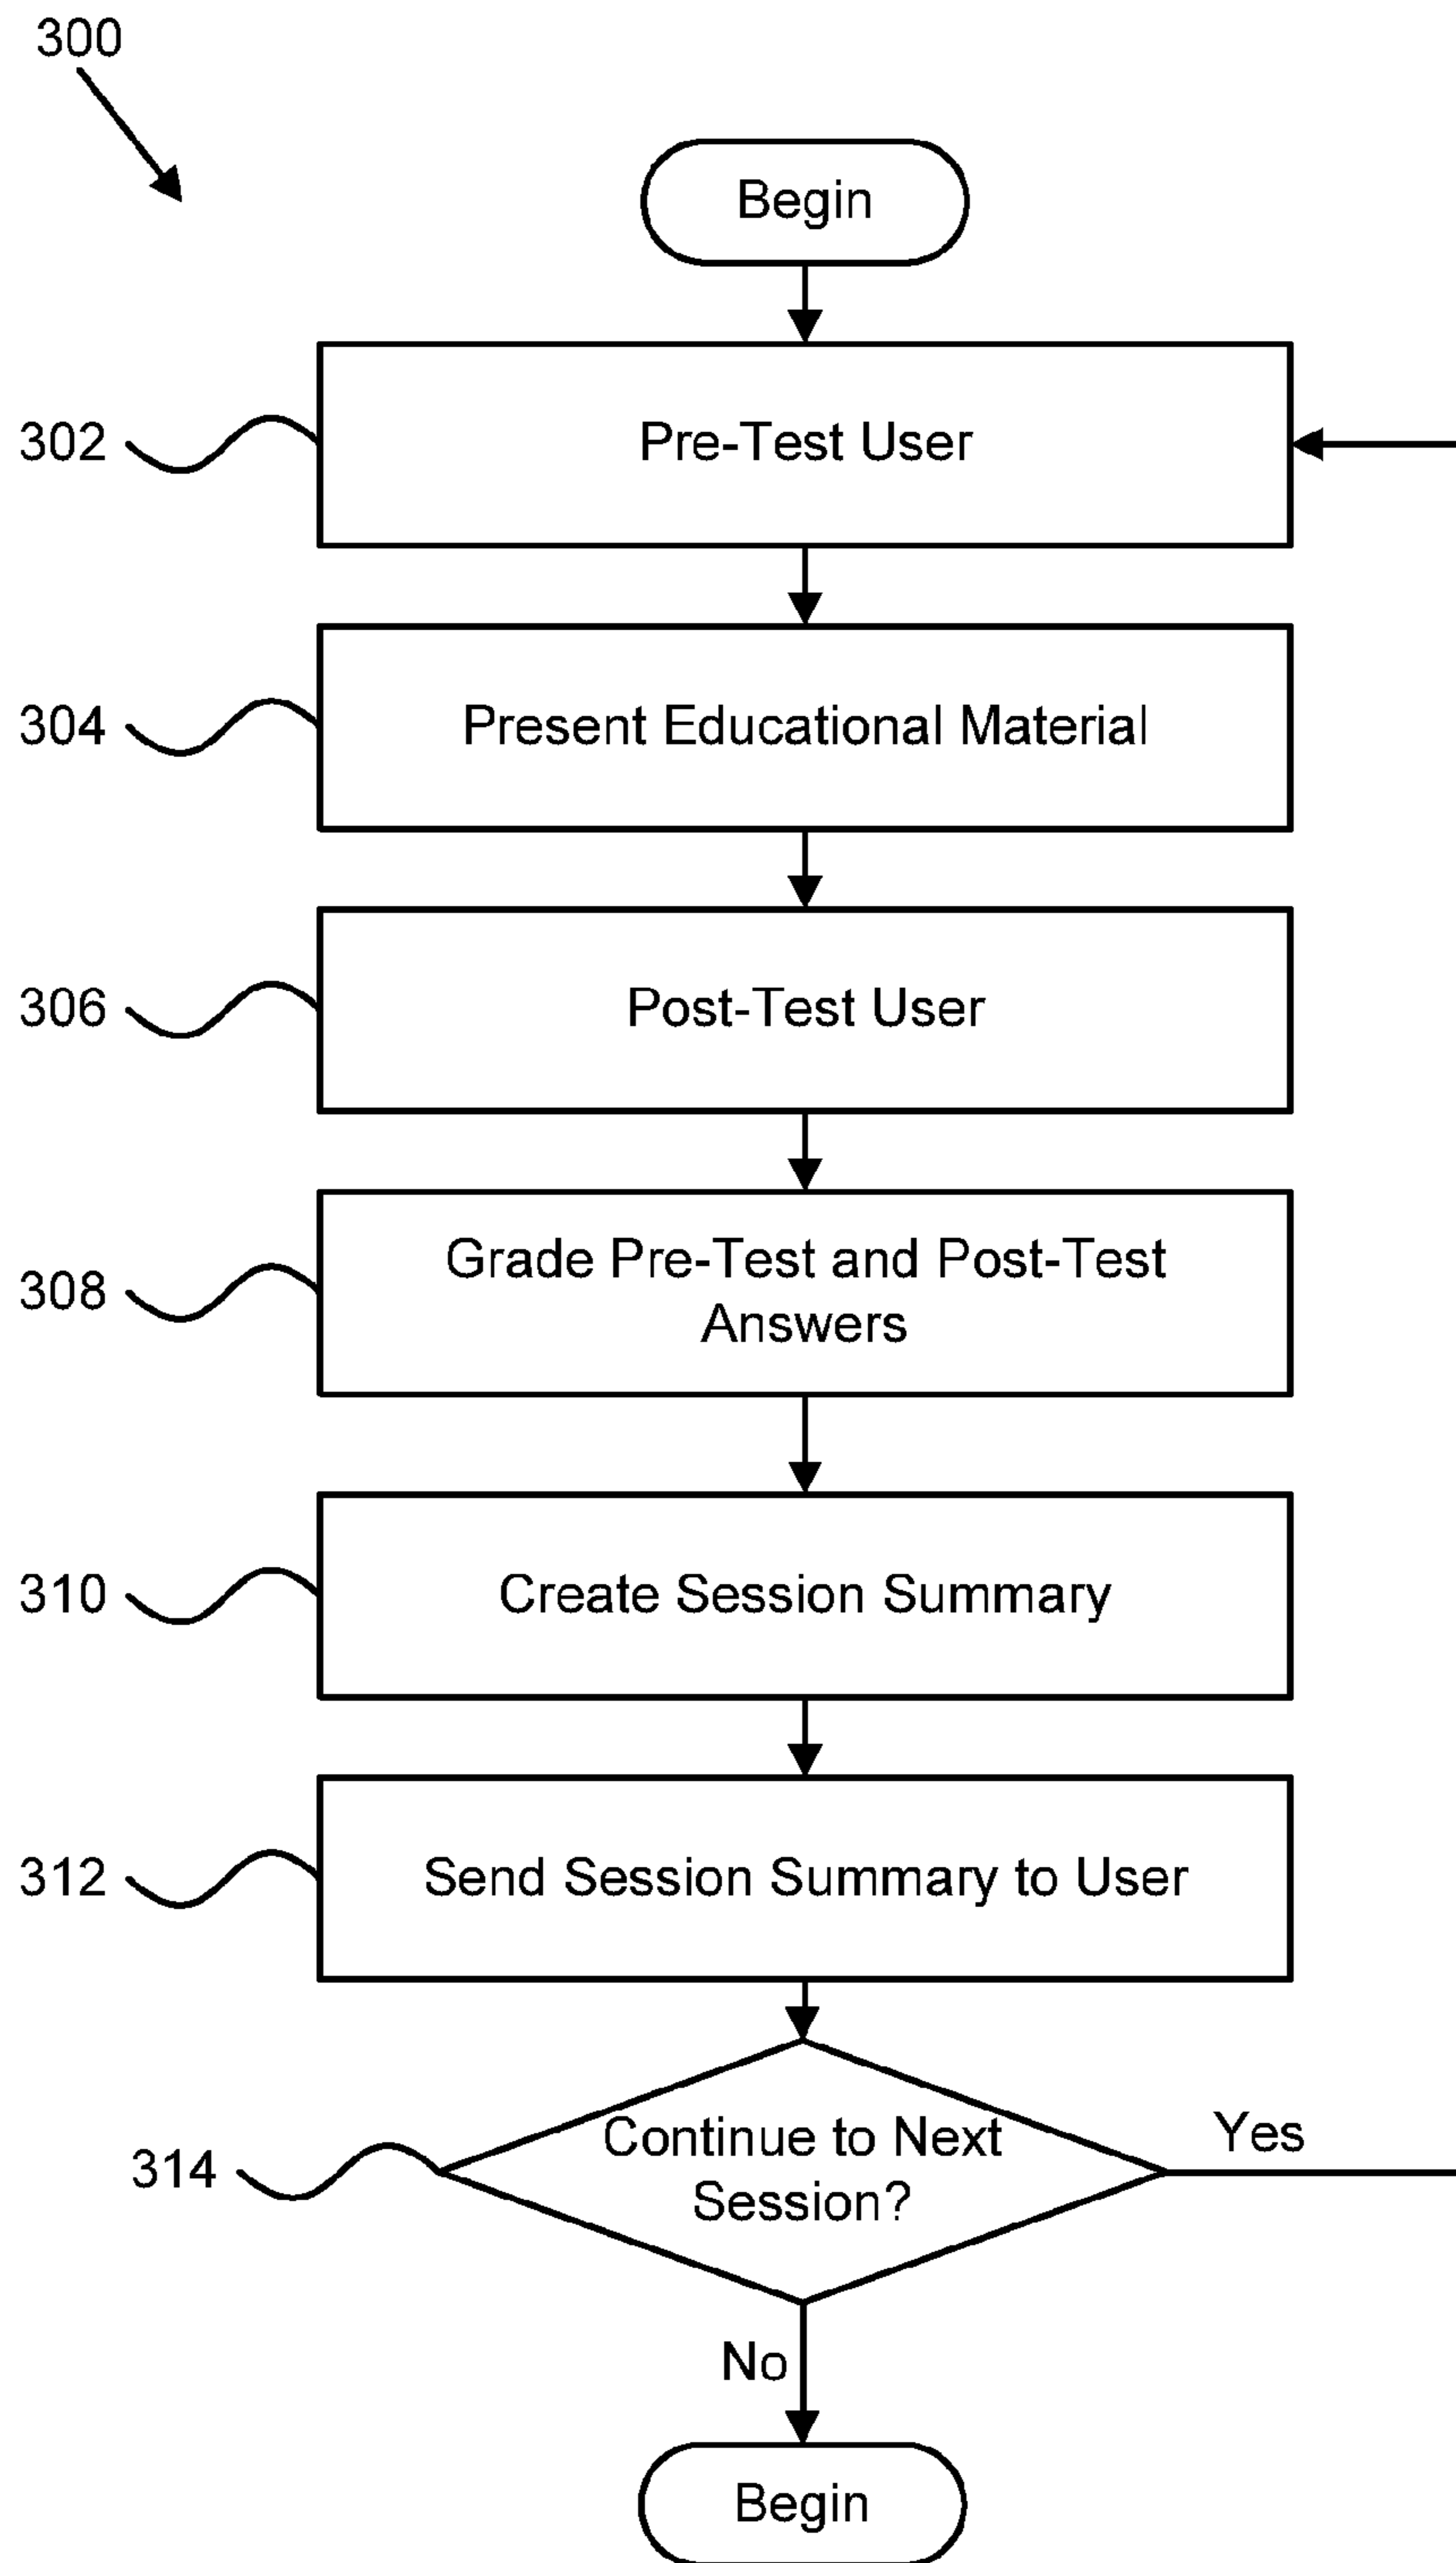 300
Begin
302
Pre-Test User
304
Present Educational Material
306
Post-Test User
308
Grade Pre-Test and Post-Test
Answers
310
Create Session Summary
312
Send Session Summary to User
314
Continue to Next
Session?
Yes
No
Begin